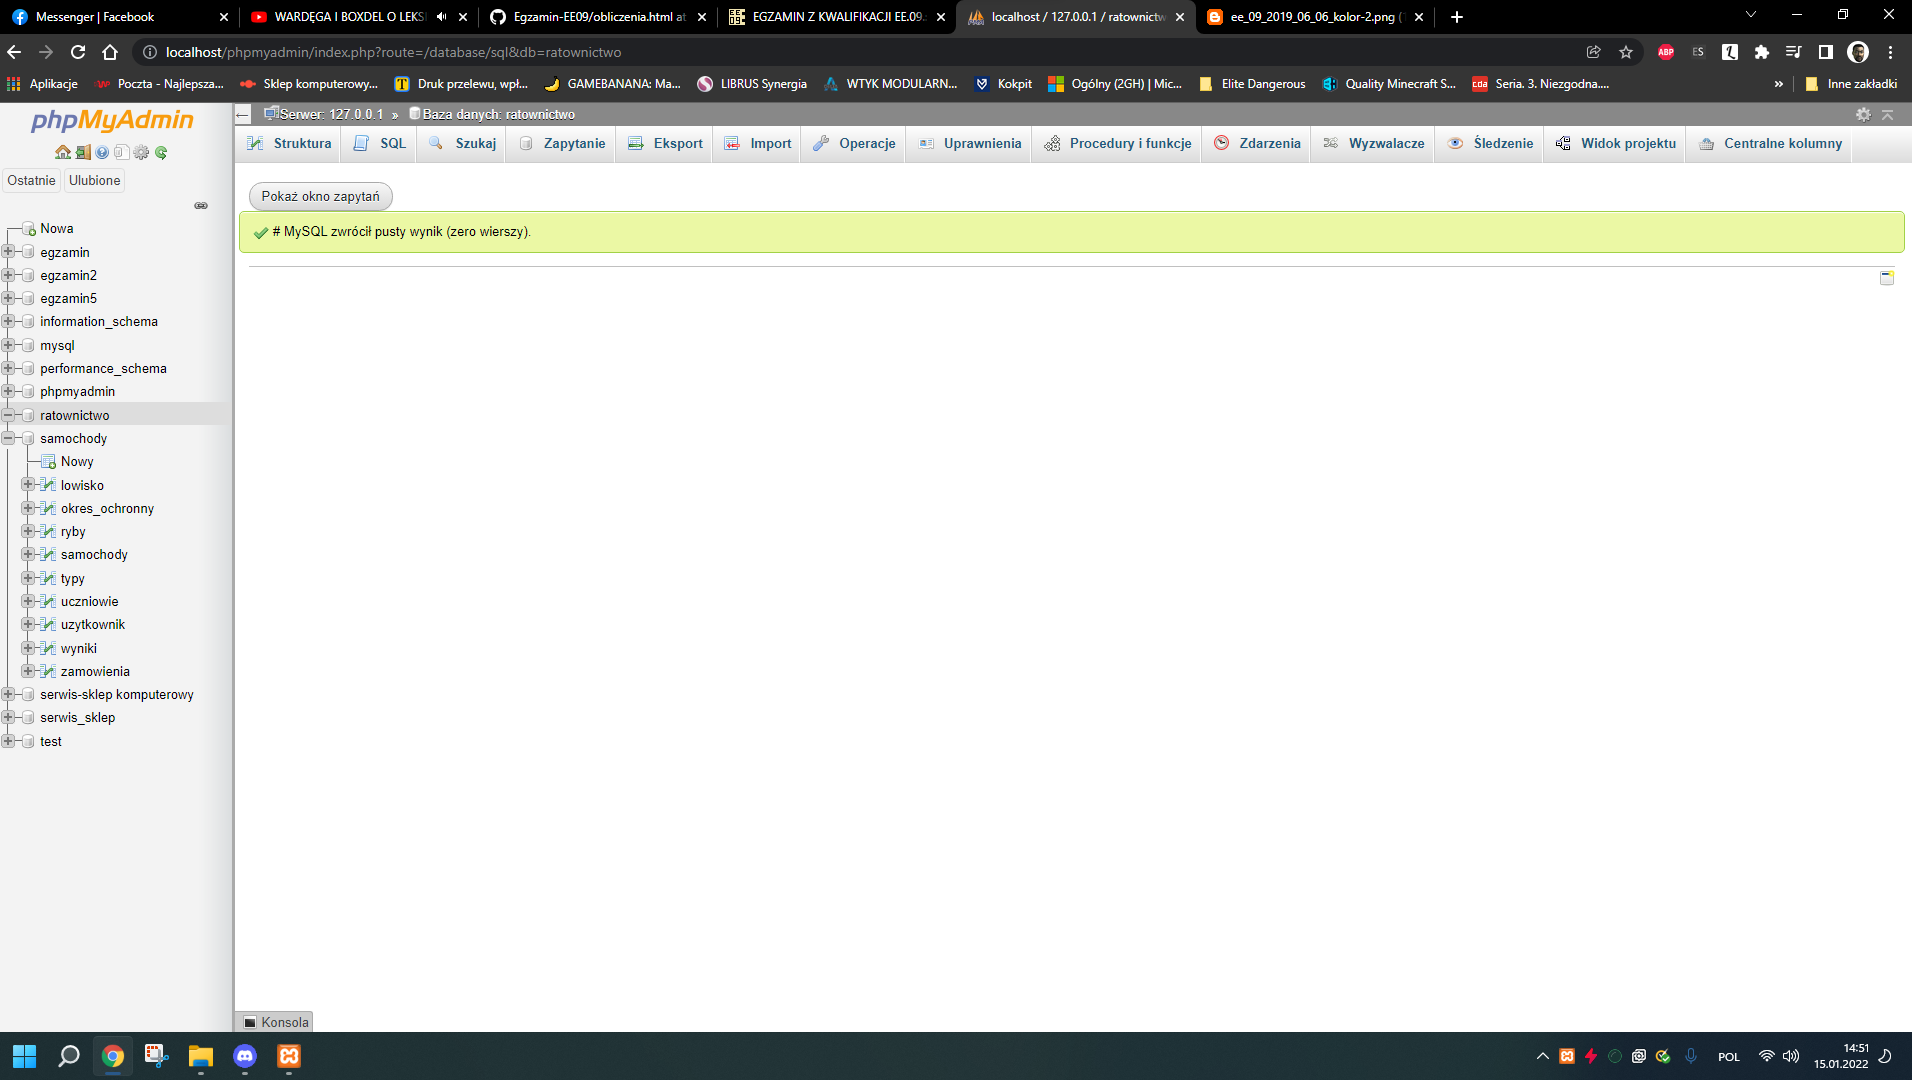 Messenger | Facebook
WARDĘGA I BOXDEL O LEKS
Egzamin-EE09/obliczenia.html at
EGZAMIN Z KWALIFIKACJI EE.09.
localhost / 127.0.0.1 / ratownictw
ee_09_2019_06_06_kolor-2.png (
localhost/phpmyadmin/index.php?route=/database/sql&db=ratownictwo
ABP
ES
Aplikacje
Poczta - Najlepsza...
Sklep komputerowy...
Druk przelewu, wpł...
GAMEBANANA: Ma...
LIBRUS Synergia
WTYK MODULARN...
Kokpit
Ogólny (2GH) | Mic...
Elite Dangerous
Quality Minecraft S...
cda
Seria. 3. Niezgodna....
»
Inne zakładki
phpMyAdmin
Ostatnie
Ulubione
Nowa
egzamin
egzamin2
egzamin5
information_schema
mysql
performance_schema
phpmyadmin
ratownictwo
samochody
Nowy
lowisko
okres_ochronny
ryby
samochody
typy
uczniowie
uzytkownik
wyniki
zamowienia
serwis-sklep komputerowy
serwis_sklep
test
Serwer: 127.0.0.1 » Baza danych: ratownictwo
Struktura
SQL
Szukaj
Zapytanie
Eksport
Import
Operacje
Uprawnienia
Procedury i funkcje
Zdarzenia
Wyzwalacze
Śledzenie
Widok projektu
Centralne kolumny
Pokaż okno zapytań
# MySQL zwrócił pusty wynik (zero wierszy).
Konsola
POL
14:51
15.01.2022